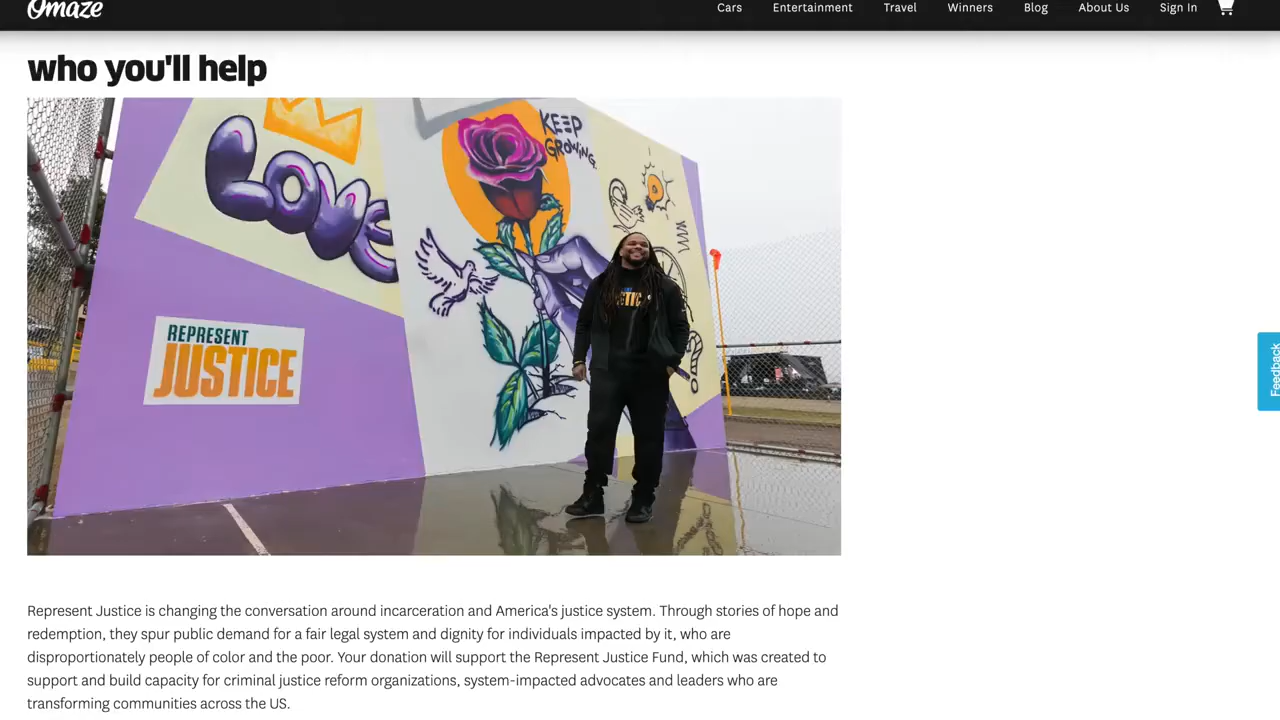 Omaze
Cars Entertainment Travel Winners Blog About Us Sign In
who you'll help
KEEP
GROWING
Love
REPRESENT
JUSTICE
Feedback
Represent Justice is changing the conversation around incarceration and America's justice system. Through stories of hope and
redemption, they spur public demand for a fair legal system and dignity for individuals impacted by it, who are
disproportionately people of color and the poor. Your donation will support the Represent Justice Fund, which was created to
support and build capacity for criminal justice reform organizations, system-impacted advocates and leaders who are
transforming communities across the US.